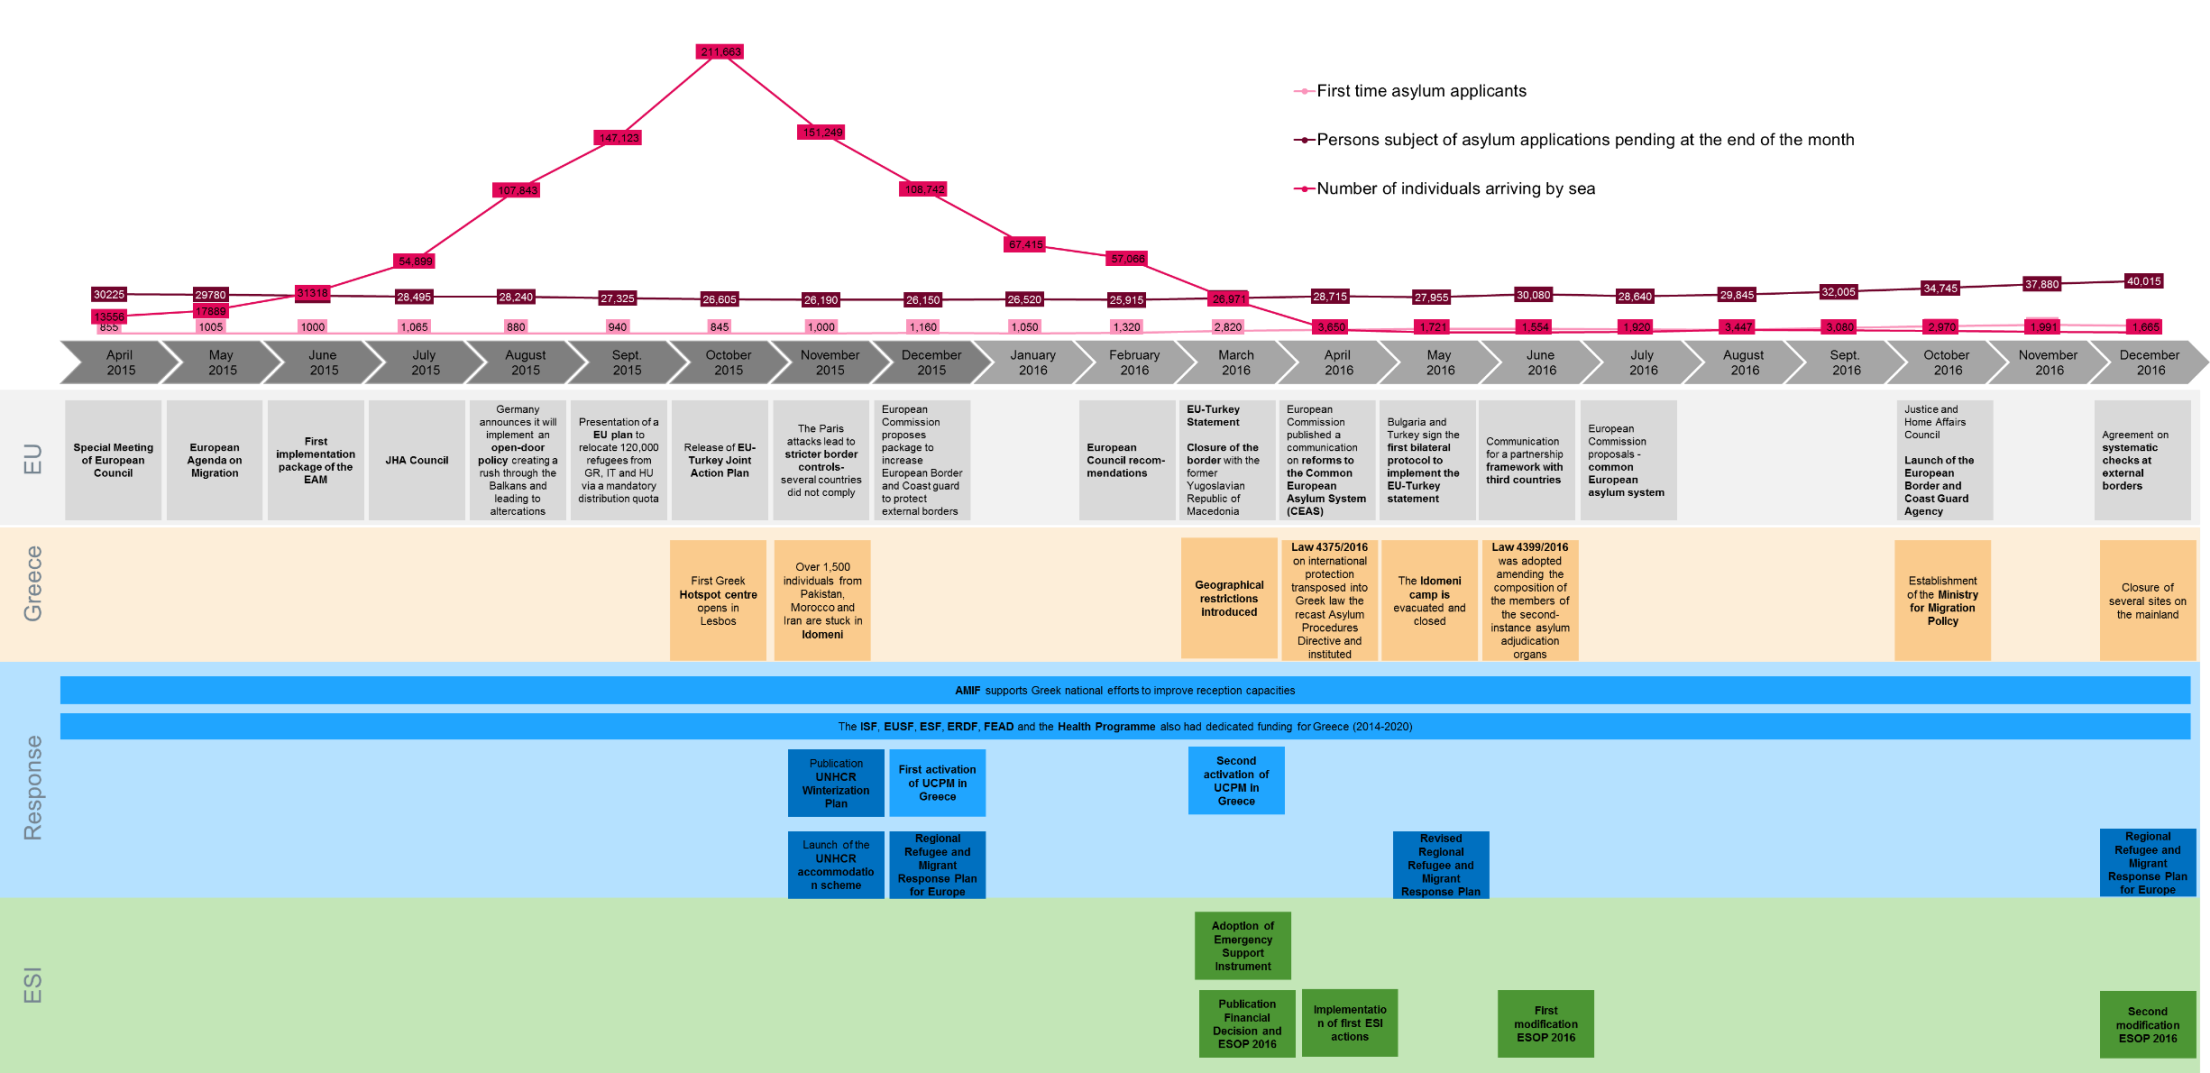 211,663
First time asylum applicants
151,249
147,123
Persons subject of asylum applications pending at the end of the month
107,843
108,742
Number of individuals arriving by sea
67,415
54,899
57,066
30225
29780
31318
28,495
28,240
27,325
26,605
26,190
26,150
26,520
25,915
26,971
28,715
27,955
30,080
28,640
29,845
32,005
34,745
37,880
40,015
13556
17889
855
1005
1000
1,065
880
940
845
1,000
1,160
1,050
1,320
2,820
3,650
1,721
1,554
1,920
3,447
3,080
2,970
1,991
1,665
April
2015
May
2015
June
2015
July
2015
August
2015
Sept.
2015
October
2015
November
2015
December
2015
January
2016
February
2016
March
2016
April
2016
May
2016
June
2016
July
2016
August
2016
Sept.
2016
October
2016
November
2016
December
2016
EU
Special Meeting
of European
Council
European
Agenda on
Migration
First
implementation
package of the
EAM
JHA Council
Germany
announces it will
implement an
open-door
policy creating a
rush through the
Balkans and
leading to
altercations
Presentation of a
EU plan to
relocate 120,000
refugees from
GR, IT and HU
via a mandatory
distribution quota
Release of EU-
Turkey Joint
Action Plan
The Paris
attacks lead to
stricter border
controls-
several countries
did not comply
European
Commission
proposes
package to
increase
European Border
and Coast guard
to protect
external borders
European
Council recom-
mendations
EU-Turkey
Statement
Closure of the
border with the
former
Yugoslavian
Republic of
Macedonia
European
Commission
published a
communication
on reforms to
the Common
European
Asylum System
(CEAS)
Bulgaria and
Turkey sign the
first bilateral
protocol to
implement the
EU-Turkey
statement
Communication
for a partnership
framework with
third countries
European
Commission
proposals -
common
European
asylum system
Justice and
Home Affairs
Council
Launch of the
European
Border and
Coast Guard
Agency
Agreement on
systematic
checks at
external
borders
Greece
First Greek
Hotspot centre
opens in
Lesbos
Over 1,500
individuals from
Pakistan,
Morocco and
Iran are stuck in
Idomeni
Geographical
restrictions
introduced
Law 4375/2016
on international
protection
transposed into
Greek law the
recast Asylum
Procedures
Directive and
instituted
The Idomeni
camp is
evacuated and
closed
Law 4399/2016
was adopted
amending the
composition of
the members of
the second-
instance asylum
adjudication
organs
Establishment
of the Ministry
for Migration
Policy
Closure of
several sites on
the mainland
Response
AMIF supports Greek national efforts to improve reception capacities
The ISF, EUSF, ESF, ERDF, FEAD and the Health Programme also had dedicated funding for Greece (2014-2020)
Publication
UNHCR
Winterization
Plan
First activation
of UCPM in
Greece
Second
activation of
UCPM in
Greece
Launch of the
UNHCR
accommodatio
n scheme
Regional
Refugee and
Migrant
Response Plan
for Europe
Revised
Regional
Refugee and
Migrant
Response Plan
Regional
Refugee and
Migrant
Response Plan
for Europe
ESI
Adoption of
Emergency
Support
Instrument
Publication
Financial
Decision and
ESOP 2016
Implementatio
n of first ESI
actions
First
modification
ESOP 2016
Second
modification
ESOP 2016